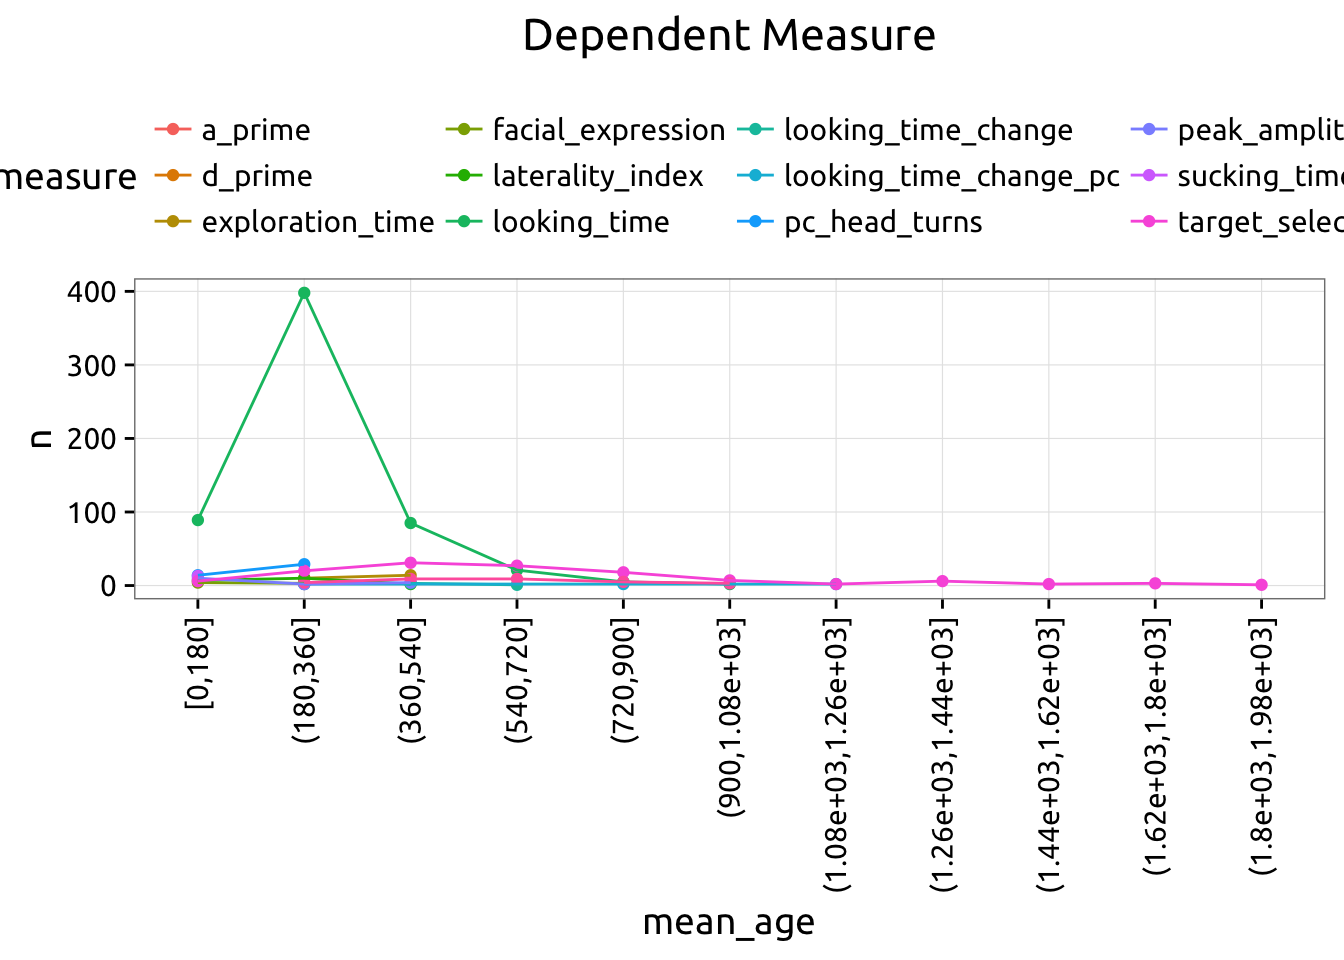 Dependent Measure
a_prime facial_expression looking_time_change
measure d_prime laterality_index looking_time_change_pc
exploration_time looking_time pc_head_turns
400
300
200
100
0
n
[0,180] (180,360] (360,540] (540,720] (720,900] (900,1.08e+03] (1.08e+03,1.26e+03] (1.26e+03,1.44e+03] (1.44e+03,1.62e+03] (1.62e+03,1.8e+03] (1.8e+03,1.98e+03]
mean_age